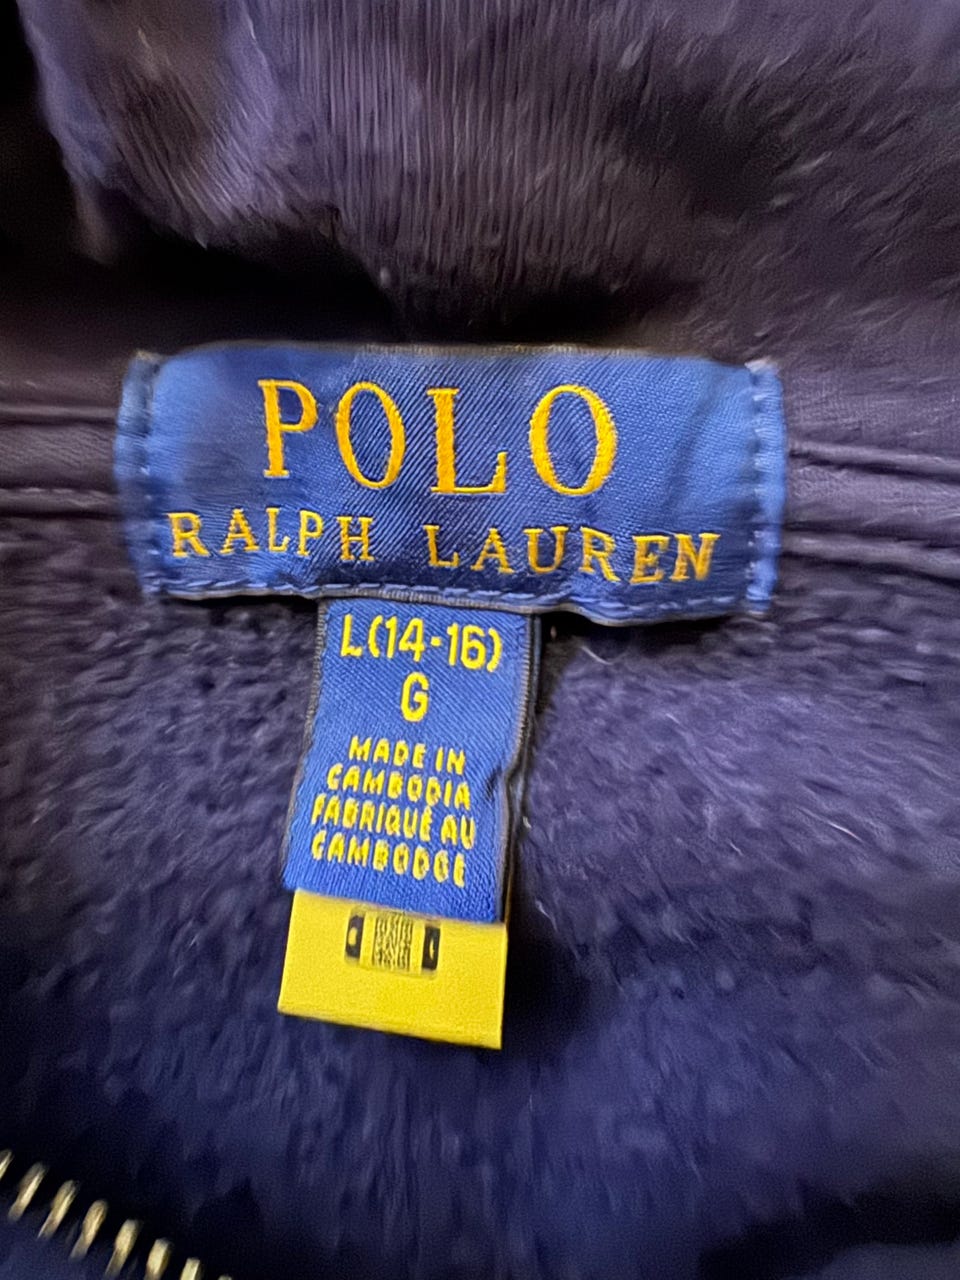 POLO
RALPH LAUREN
L(14-16)
G
MADE IN
CAMBODIA
FABRIQUÉ AU
CAMBODGE